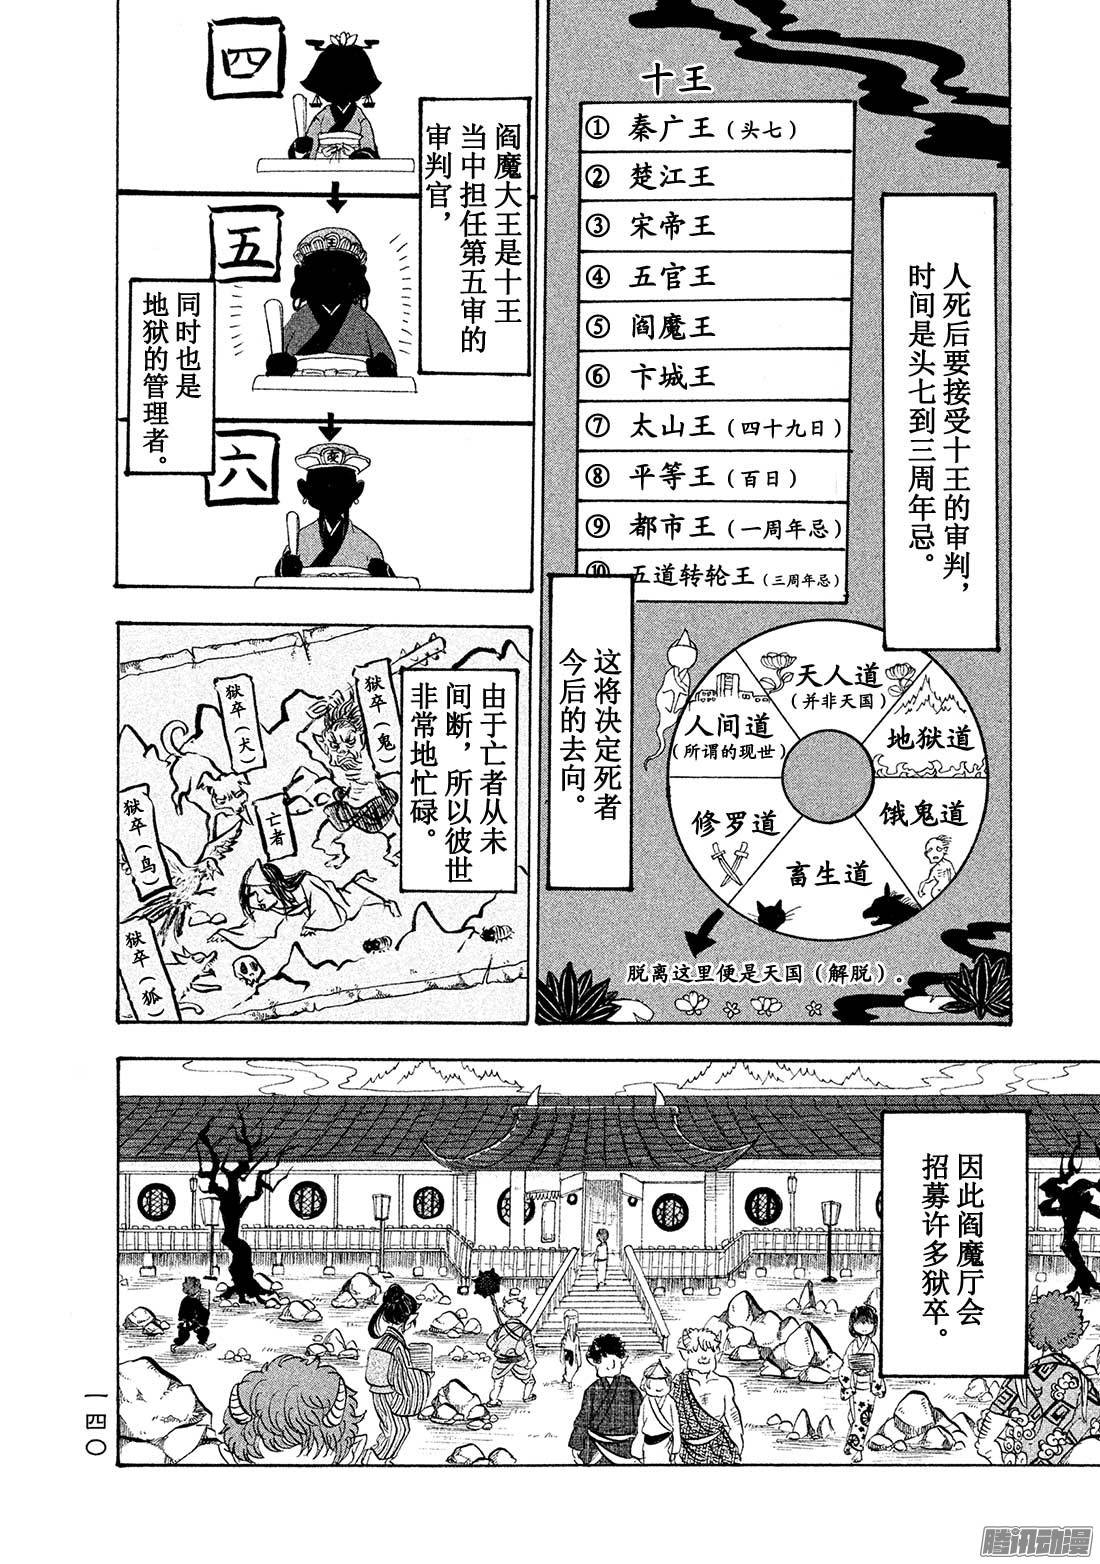 十王
① 秦广王（头七）
② 楚江王
③ 宋帝王
④ 五官王
⑤ 阎魔王
⑥ 卞城王
⑦ 太山王（四十九日）
⑧ 平等王（百日）
⑨ 都市王（一周年忌）
⑩ 五道转轮王（三周年忌）
人死后要接受十王的审判，
时间是头七到三周年忌。
这将决定死者
今后的去向。
天人道
（并非天国）
地狱道
饿鬼道
畜生道
修罗道
人间道
（所谓的现世）
脱离这里便是天国（解脱）。
四
阎魔大王是十王
当中担任第五审的
审判官，
五
同时也是
地狱的管理者。
六
由于亡者从未
间断，所以彼世
非常地忙碌。
狱卒（鬼）
狱卒（犬）
亡者
狱卒（鸟）
狱卒（狐）
因此阎魔厅会
招募许多狱卒。
一四〇
腾讯动漫